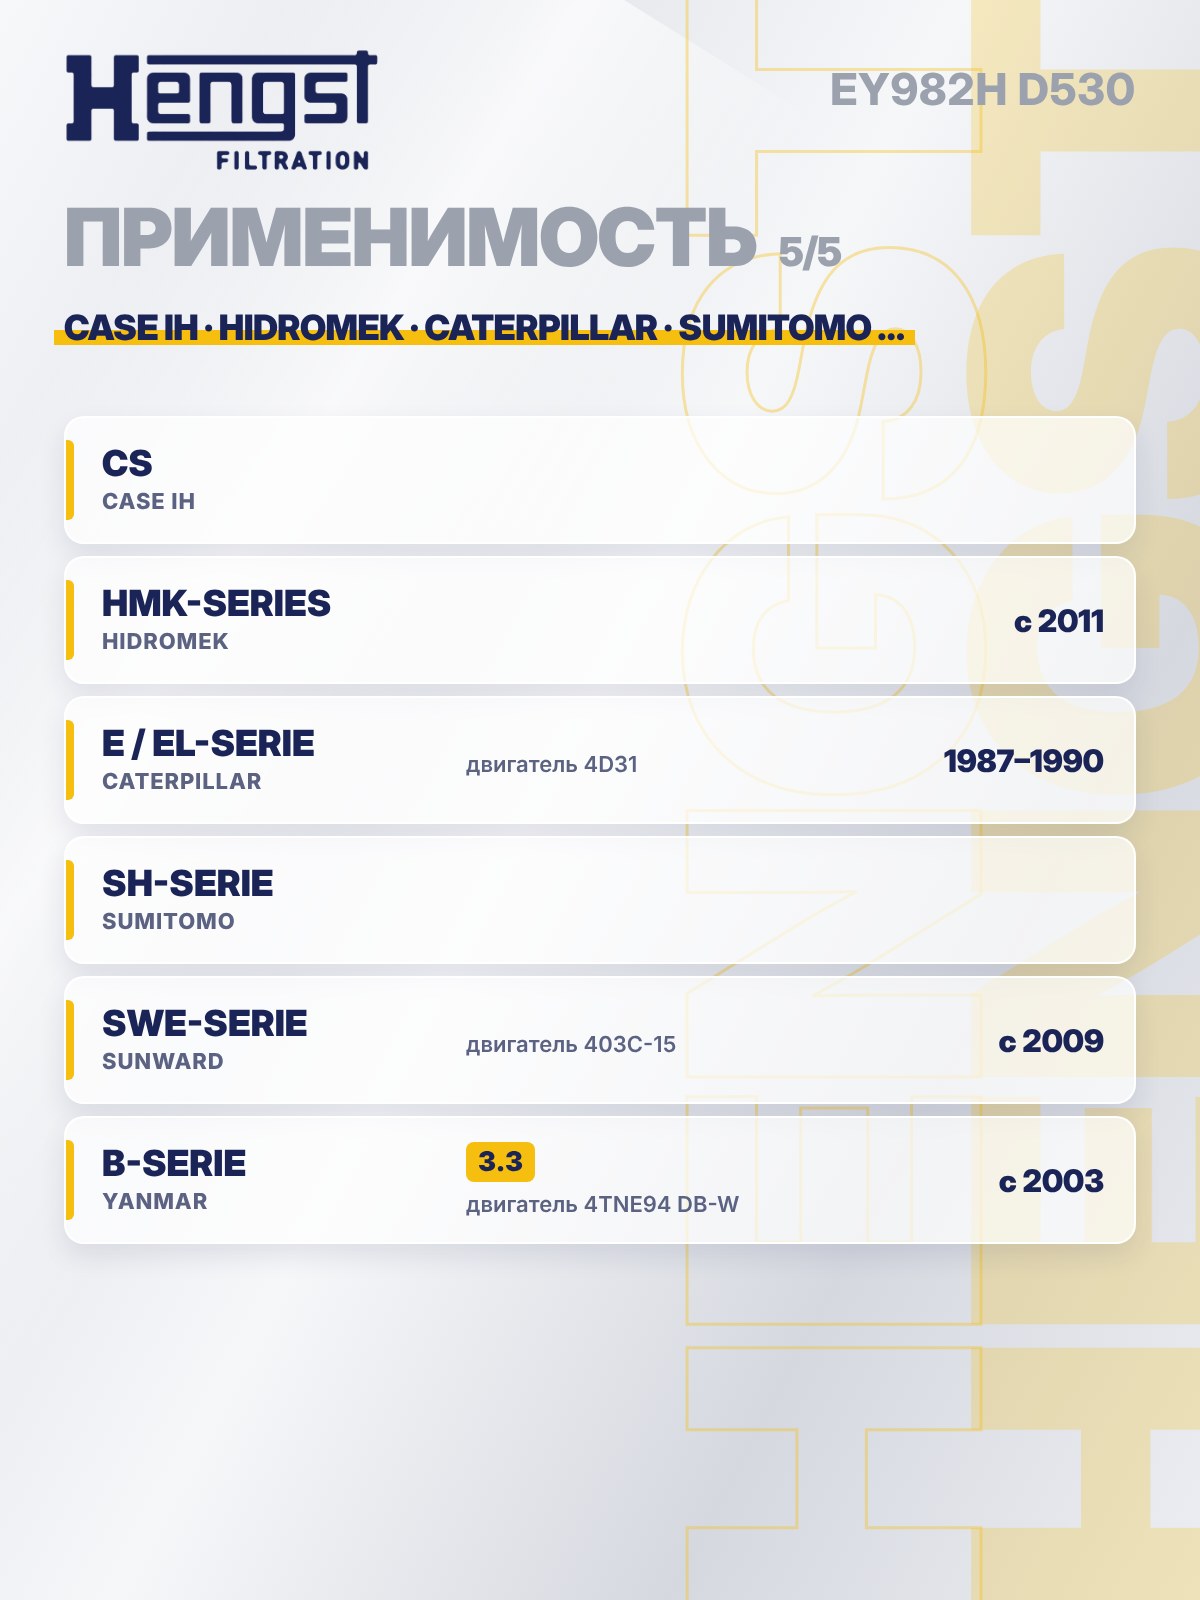 Hengst
FILTRATION
EY982H D530
ПРИМЕНИМОСТЬ 5/5
CASE IH · HIDROMEK · CATERPILLAR · SUMITOMO ...
CS
CASE IH
HMK-SERIES
HIDROMEK
с 2011
E / EL-SERIE
CATERPILLAR
двигатель 4D31
1987–1990
SH-SERIE
SUMITOMO
SWE-SERIE
SUNWARD
двигатель 403C-15
с 2009
B-SERIE
YANMAR
3.3
двигатель 4TNE94 DB-W
с 2003
HENGST
HENGST